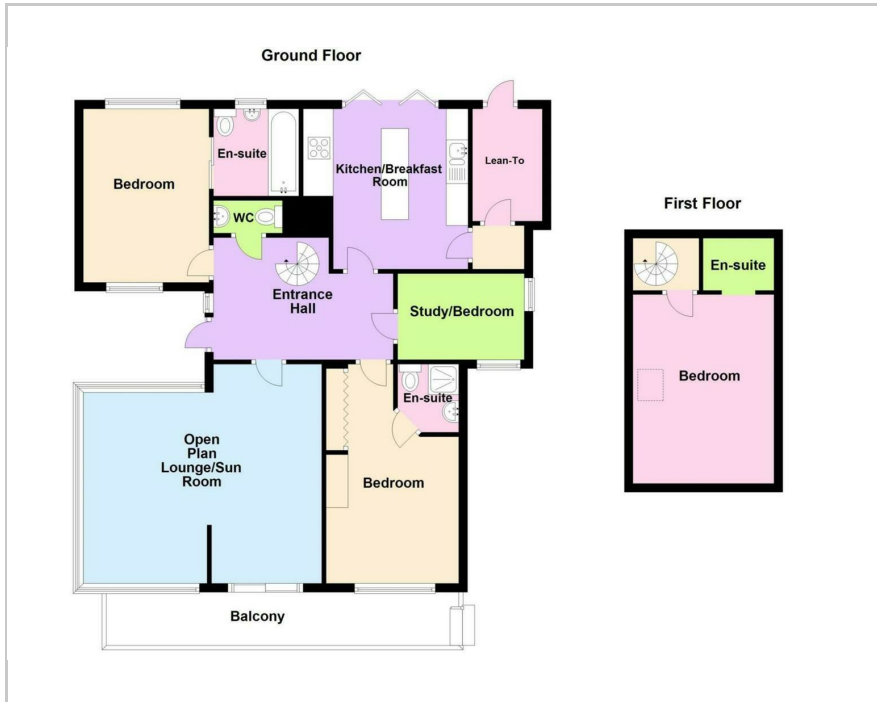 Ground Floor
Bedroom
En-suite
Kitchen/Breakfast
Room
Lean-To
WC
Entrance
Hall
Study/Bedroom
Open
Plan
Lounge/Sun
Room
En-suite
Bedroom
Balcony
First Floor
En-suite
Bedroom